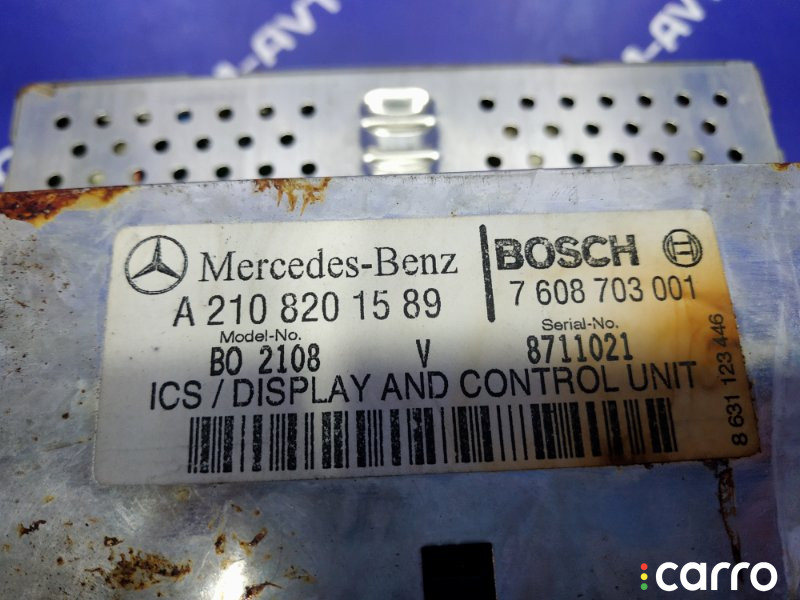 Mercedes-Benz
BOSCH
A 210 820 15 89
7 608 703 001
Model-No.
Serial-No.
BO 2108 V 8711021
ICS / DISPLAY AND CONTROL UNIT
8 631 123 446
carro